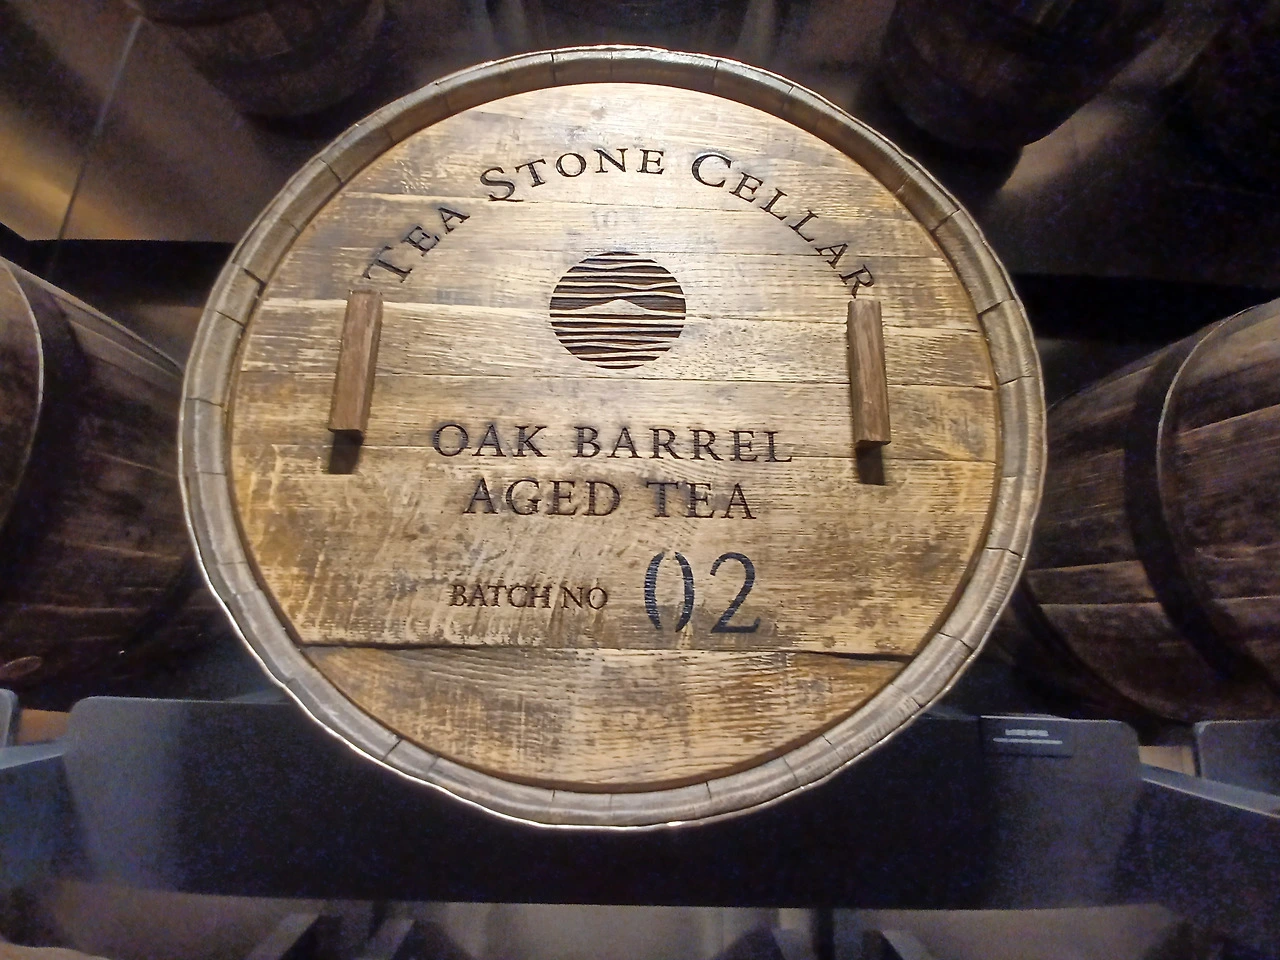 TEA STONE CELLAR
OAK BARREL
AGED TEA
BATCH NO 02